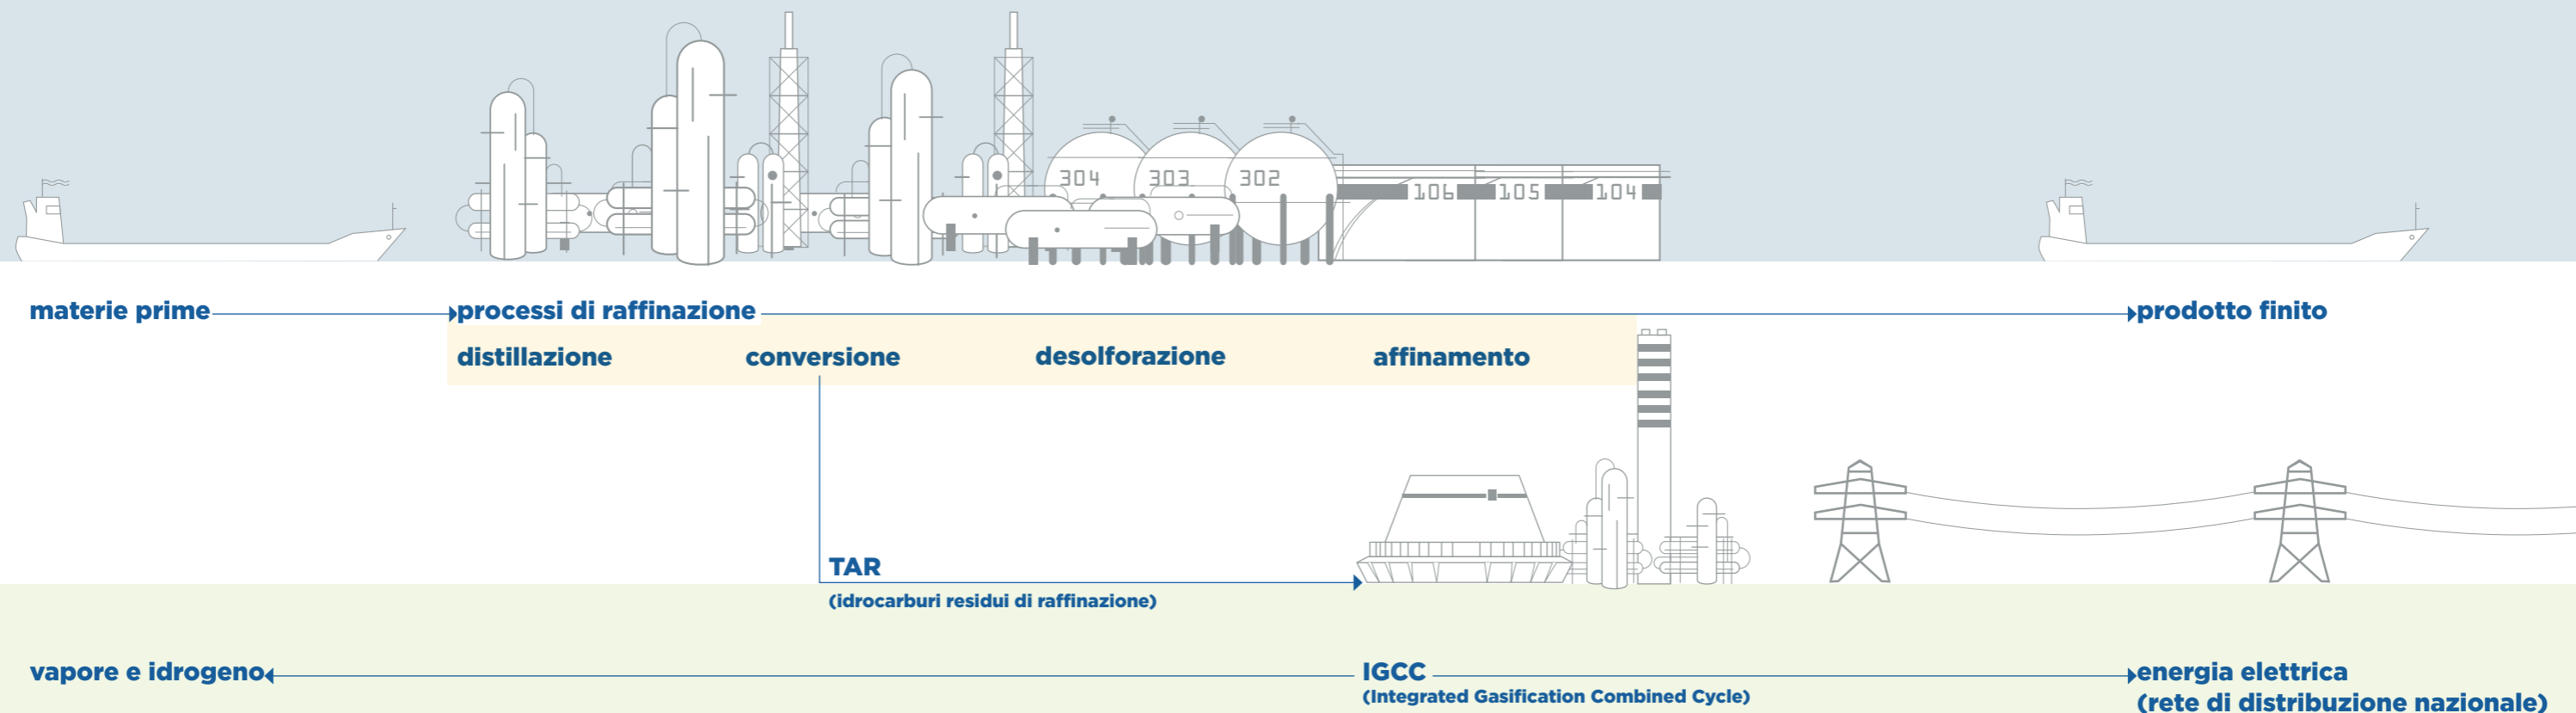 304 303 302 106 105 104
materie prime processi di raffinazione prodotto finito
distillazione conversione desolforazione affinamento
TAR
(idrocarburi residui di raffinazione)
vapore e idrogeno IGCC energia elettrica
(Integrated Gasification Combined Cycle) (rete di distribuzione nazionale)